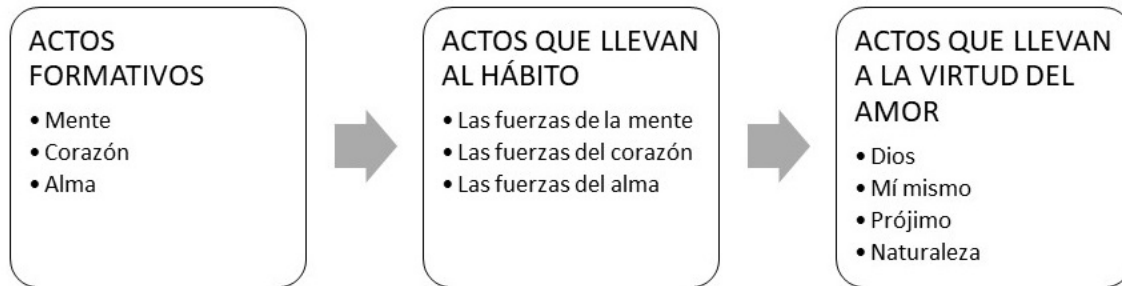 ACTOS
FORMATIVOS
• Mente
• Corazón
• Alma
ACTOS QUE LLEVAN
AL HÁBITO
• Las fuerzas de la mente
• Las fuerzas del corazón
• Las fuerzas del alma
ACTOS QUE LLEVAN
A LA VIRTUD DEL
AMOR
• Dios
• Mí mismo
• Prójimo
• Naturaleza